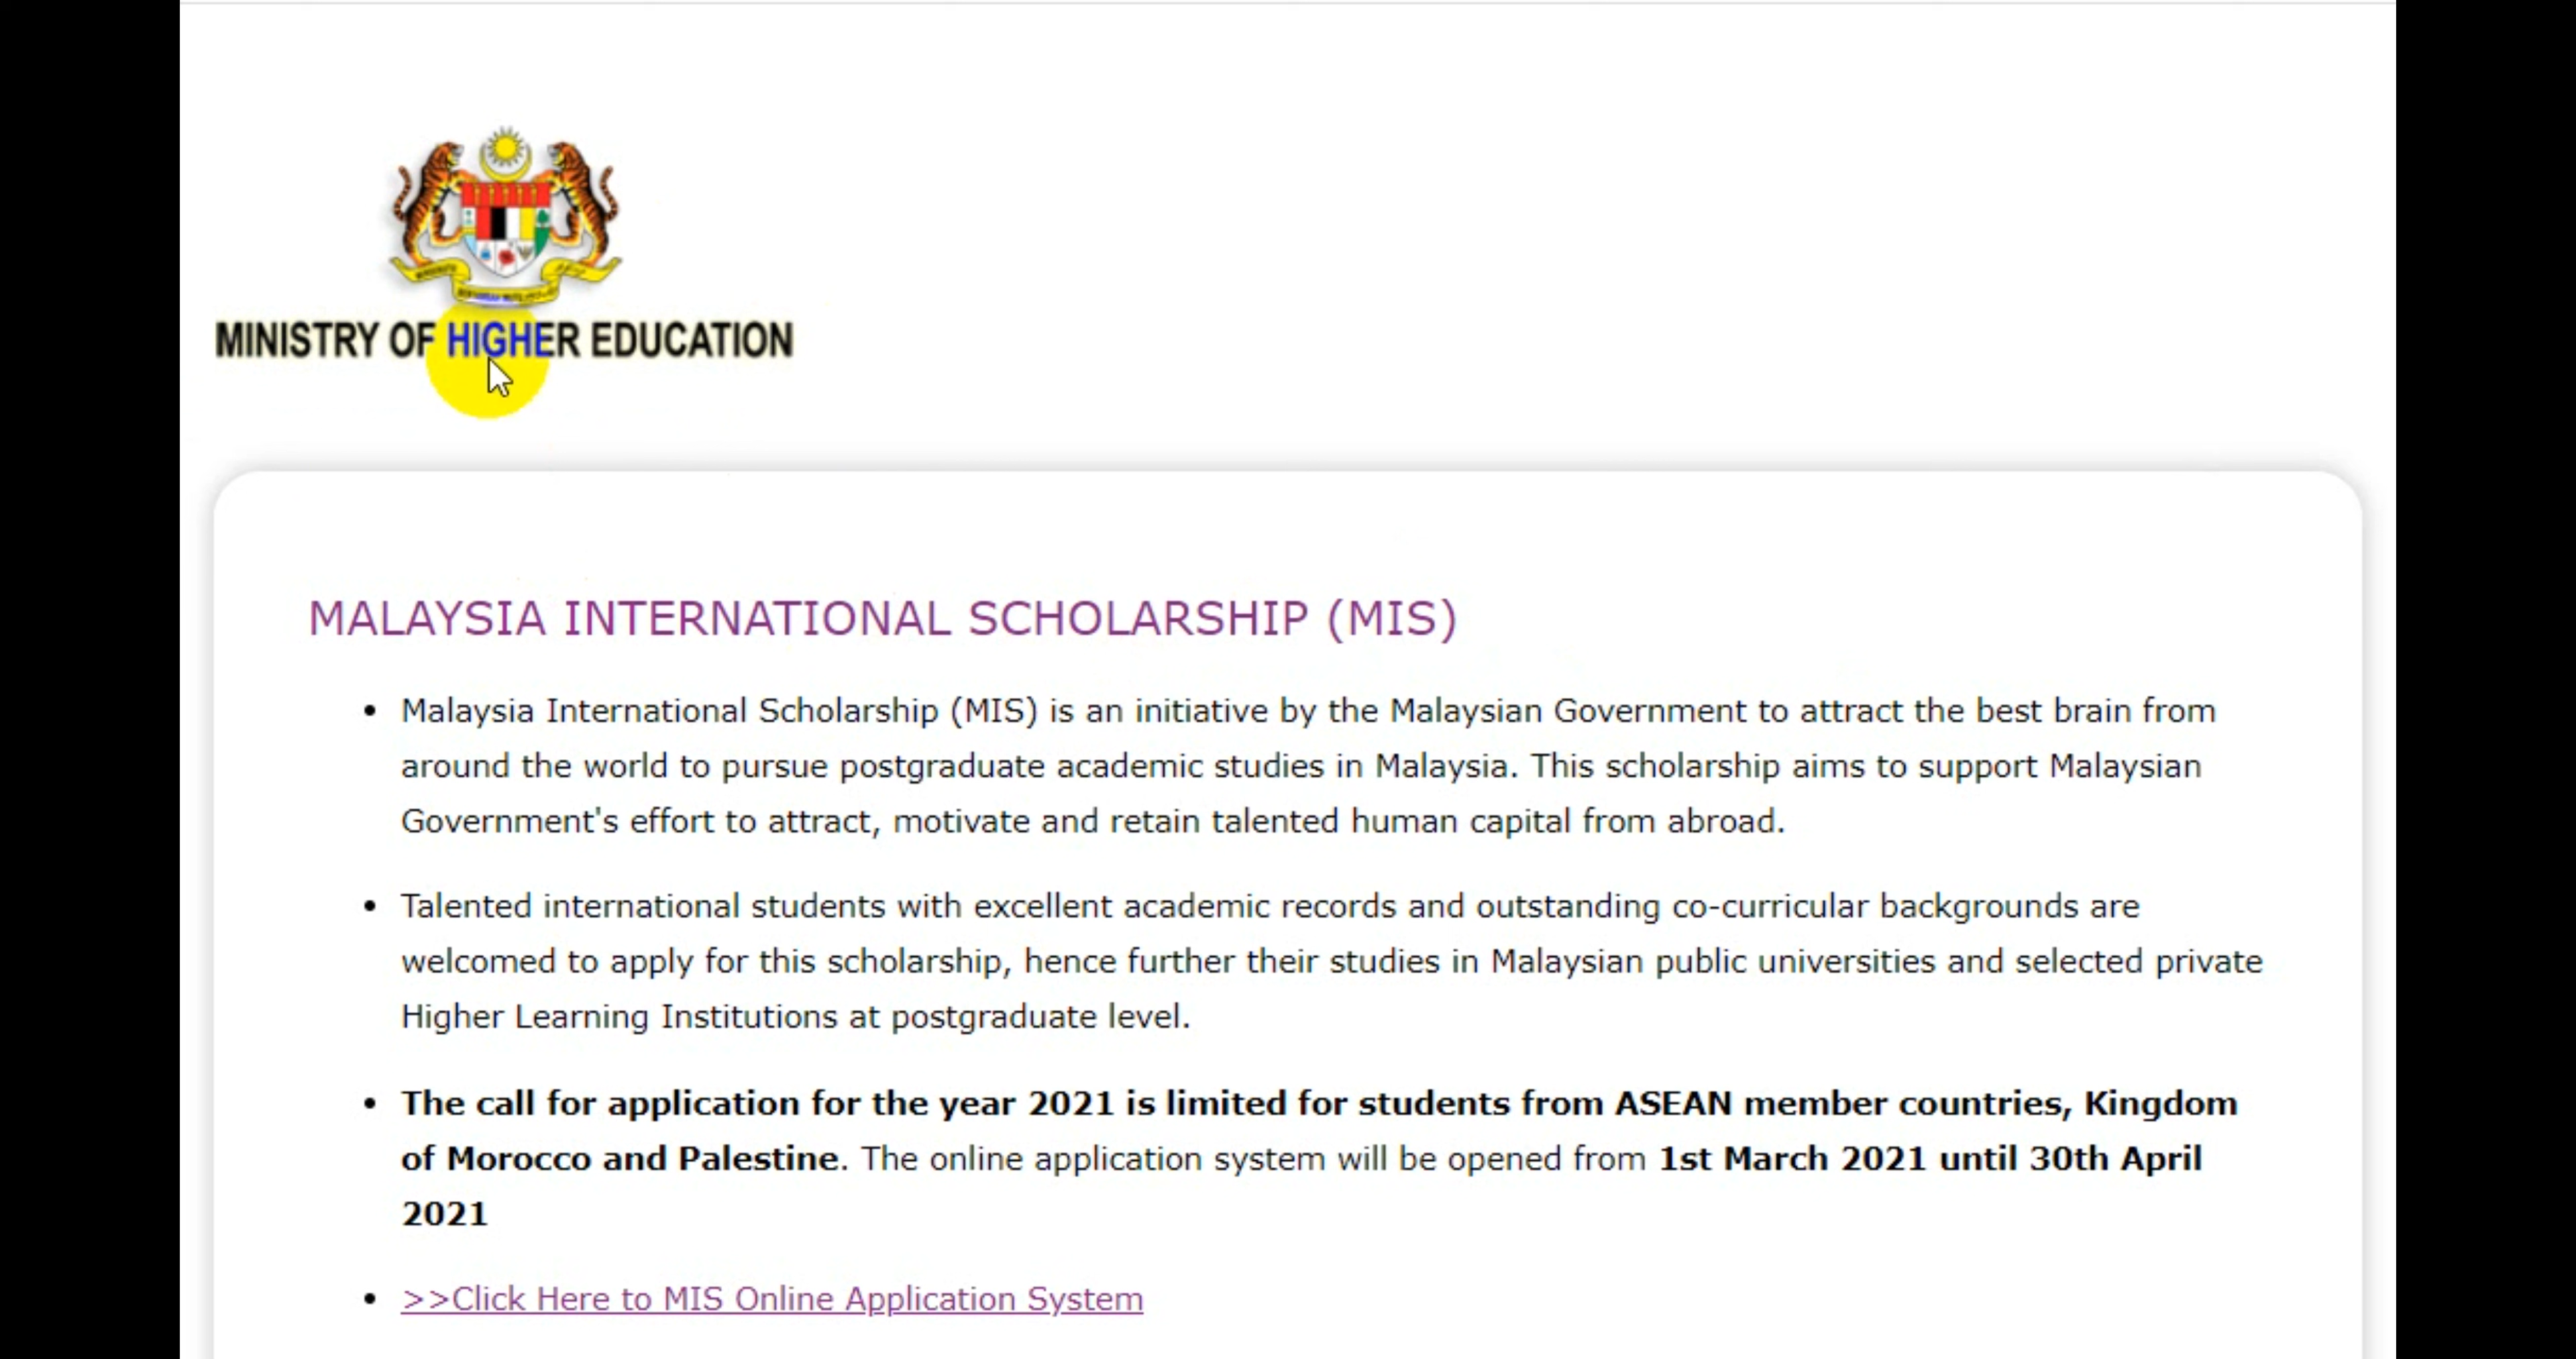 MINISTRY OF HIGHER EDUCATION
MALAYSIA INTERNATIONAL SCHOLARSHIP (MIS)
• Malaysia International Scholarship (MIS) is an initiative by the Malaysian Government to attract the best brain from
around the world to pursue postgraduate academic studies in Malaysia. This scholarship aims to support Malaysian
Government's effort to attract, motivate and retain talented human capital from abroad.
• Talented international students with excellent academic records and outstanding co-curricular backgrounds are
welcomed to apply for this scholarship, hence further their studies in Malaysian public universities and selected private
Higher Learning Institutions at postgraduate level.
• The call for application for the year 2021 is limited for students from ASEAN member countries, Kingdom
of Morocco and Palestine. The online application system will be opened from 1st March 2021 until 30th April
2021
• >>Click Here to MIS Online Application System